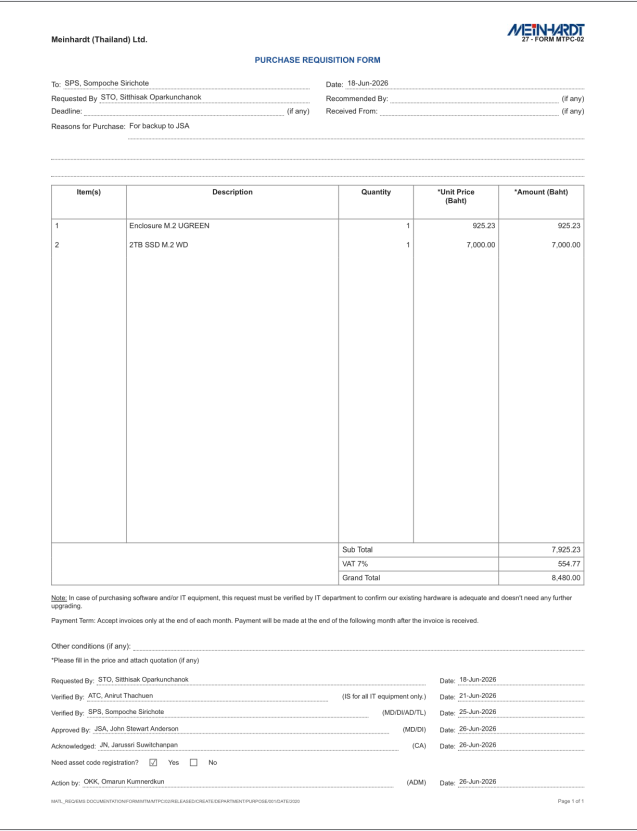 MEINHARDT
Meinhardt (Thailand) Ltd.
27 - FORM MTPC-02
PURCHASE REQUISITION FORM
To: SPS, Sompoche Sirichote Date: 18-Jun-2026
Requested By STO, Sitthisak Oparkunchanok Recommended By: (if any)
Deadline: (if any) Received From: (if any)
Reasons for Purchase: For backup to JSA
Item(s) Description Quantity *Unit Price (Baht) *Amount (Baht)
1 Enclosure M.2 UGREEN 1 925.23 925.23
2 2TB SSD M.2 WD 1 7,000.00 7,000.00
Sub Total 7,925.23
VAT 7% 554.77
Grand Total 8,480.00
Note: In case of purchasing software and/or IT equipment, this request must be verified by IT department to confirm our existing hardware is adequate and doesn't need any further
upgrading.
Payment Term: Accept invoices only at the end of each month. Payment will be made at the end of the following month after the invoice is received.
Other conditions (if any):
*Please fill in the price and attach quotation (if any)
Requested By: STO, Sitthisak Oparkunchanok Date: 18-Jun-2026
Verified By: ATC, Anirut Thachuen (IS for all IT equipment only.) Date: 21-Jun-2026
Verified By: SPS, Sompoche Sirichote (MD/DI/AD/TL) Date: 25-Jun-2026
Approved By: JSA, John Stewart Anderson (MD/DI) Date: 26-Jun-2026
Acknowledged: JN, Jarussri Suwitchanpan (CA) Date: 26-Jun-2026
Need asset code registration? ☑ Yes ☐ No
Action by: OKK, Omarun Kumnerdkun (ADM) Date: 26-Jun-2026
Page 1 of 1